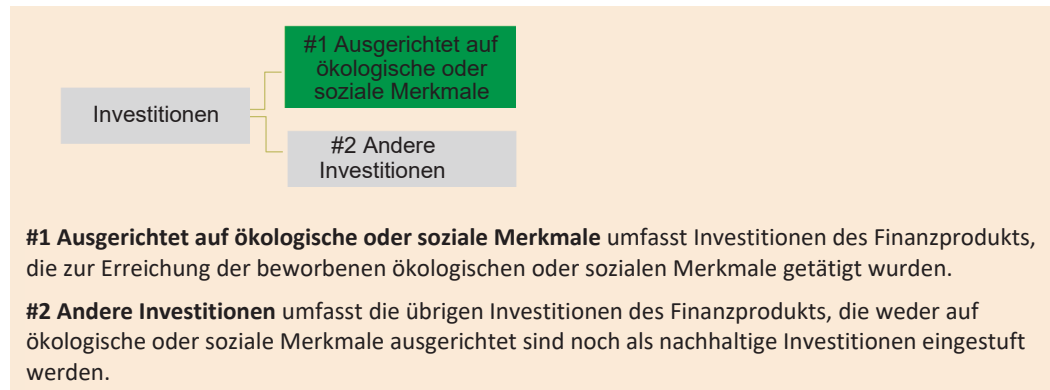 #1 Ausgerichtet auf
ökologische oder
soziale Merkmale
Investitionen
#2 Andere
Investitionen
#1 Ausgerichtet auf ökologische oder soziale Merkmale umfasst Investitionen des Finanzprodukts,
die zur Erreichung der beworbenen ökologischen oder sozialen Merkmale getätigt wurden.
#2 Andere Investitionen umfasst die übrigen Investitionen des Finanzprodukts, die weder auf
ökologische oder soziale Merkmale ausgerichtet sind noch als nachhaltige Investitionen eingestuft
werden.